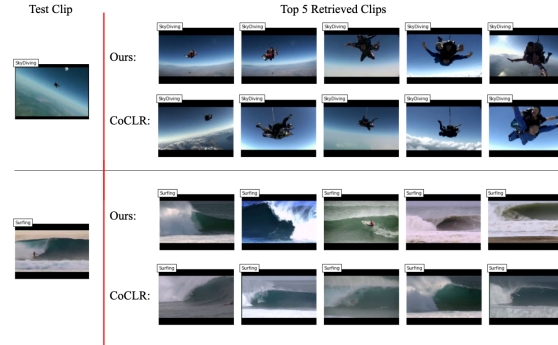 Test Clip
Top 5 Retrieved Clips
SkyDiving
Ours:
SkyDiving SkyDiving SkyDiving SkyDiving SkyDiving
CoCLR:
SkyDiving SkyDiving SkyDiving SkyDiving SkyDiving
Surfing
Ours:
Surfing Surfing Surfing Surfing Surfing
CoCLR:
Surfing Surfing Surfing Surfing Surfing